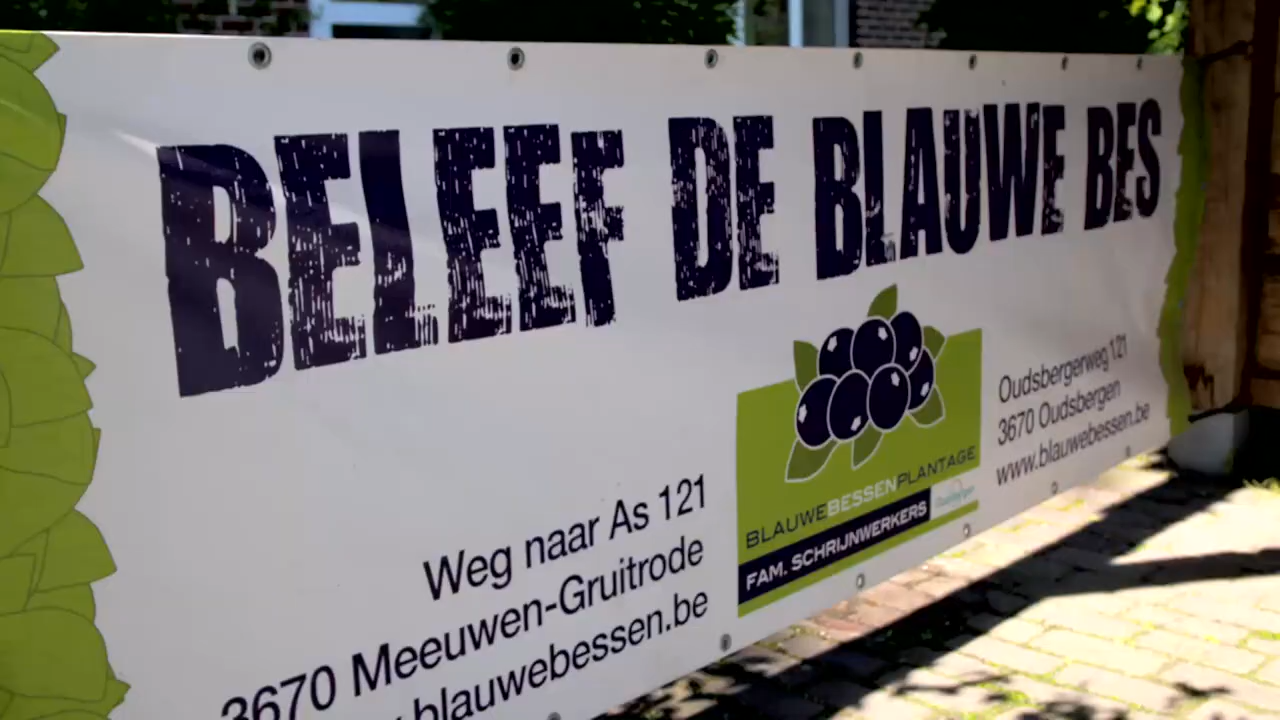 BELEEF DE BLAUWE BES
Weg naar As 121
3670 Meeuwen-Gruitrode
blauwebessen.be
BLAUWEBESSENPLANTAGE
FAM. SCHRIJNWERKERS
Oudsbergerweg 121
3670 Oudsbergen
www.blauwebessen.be